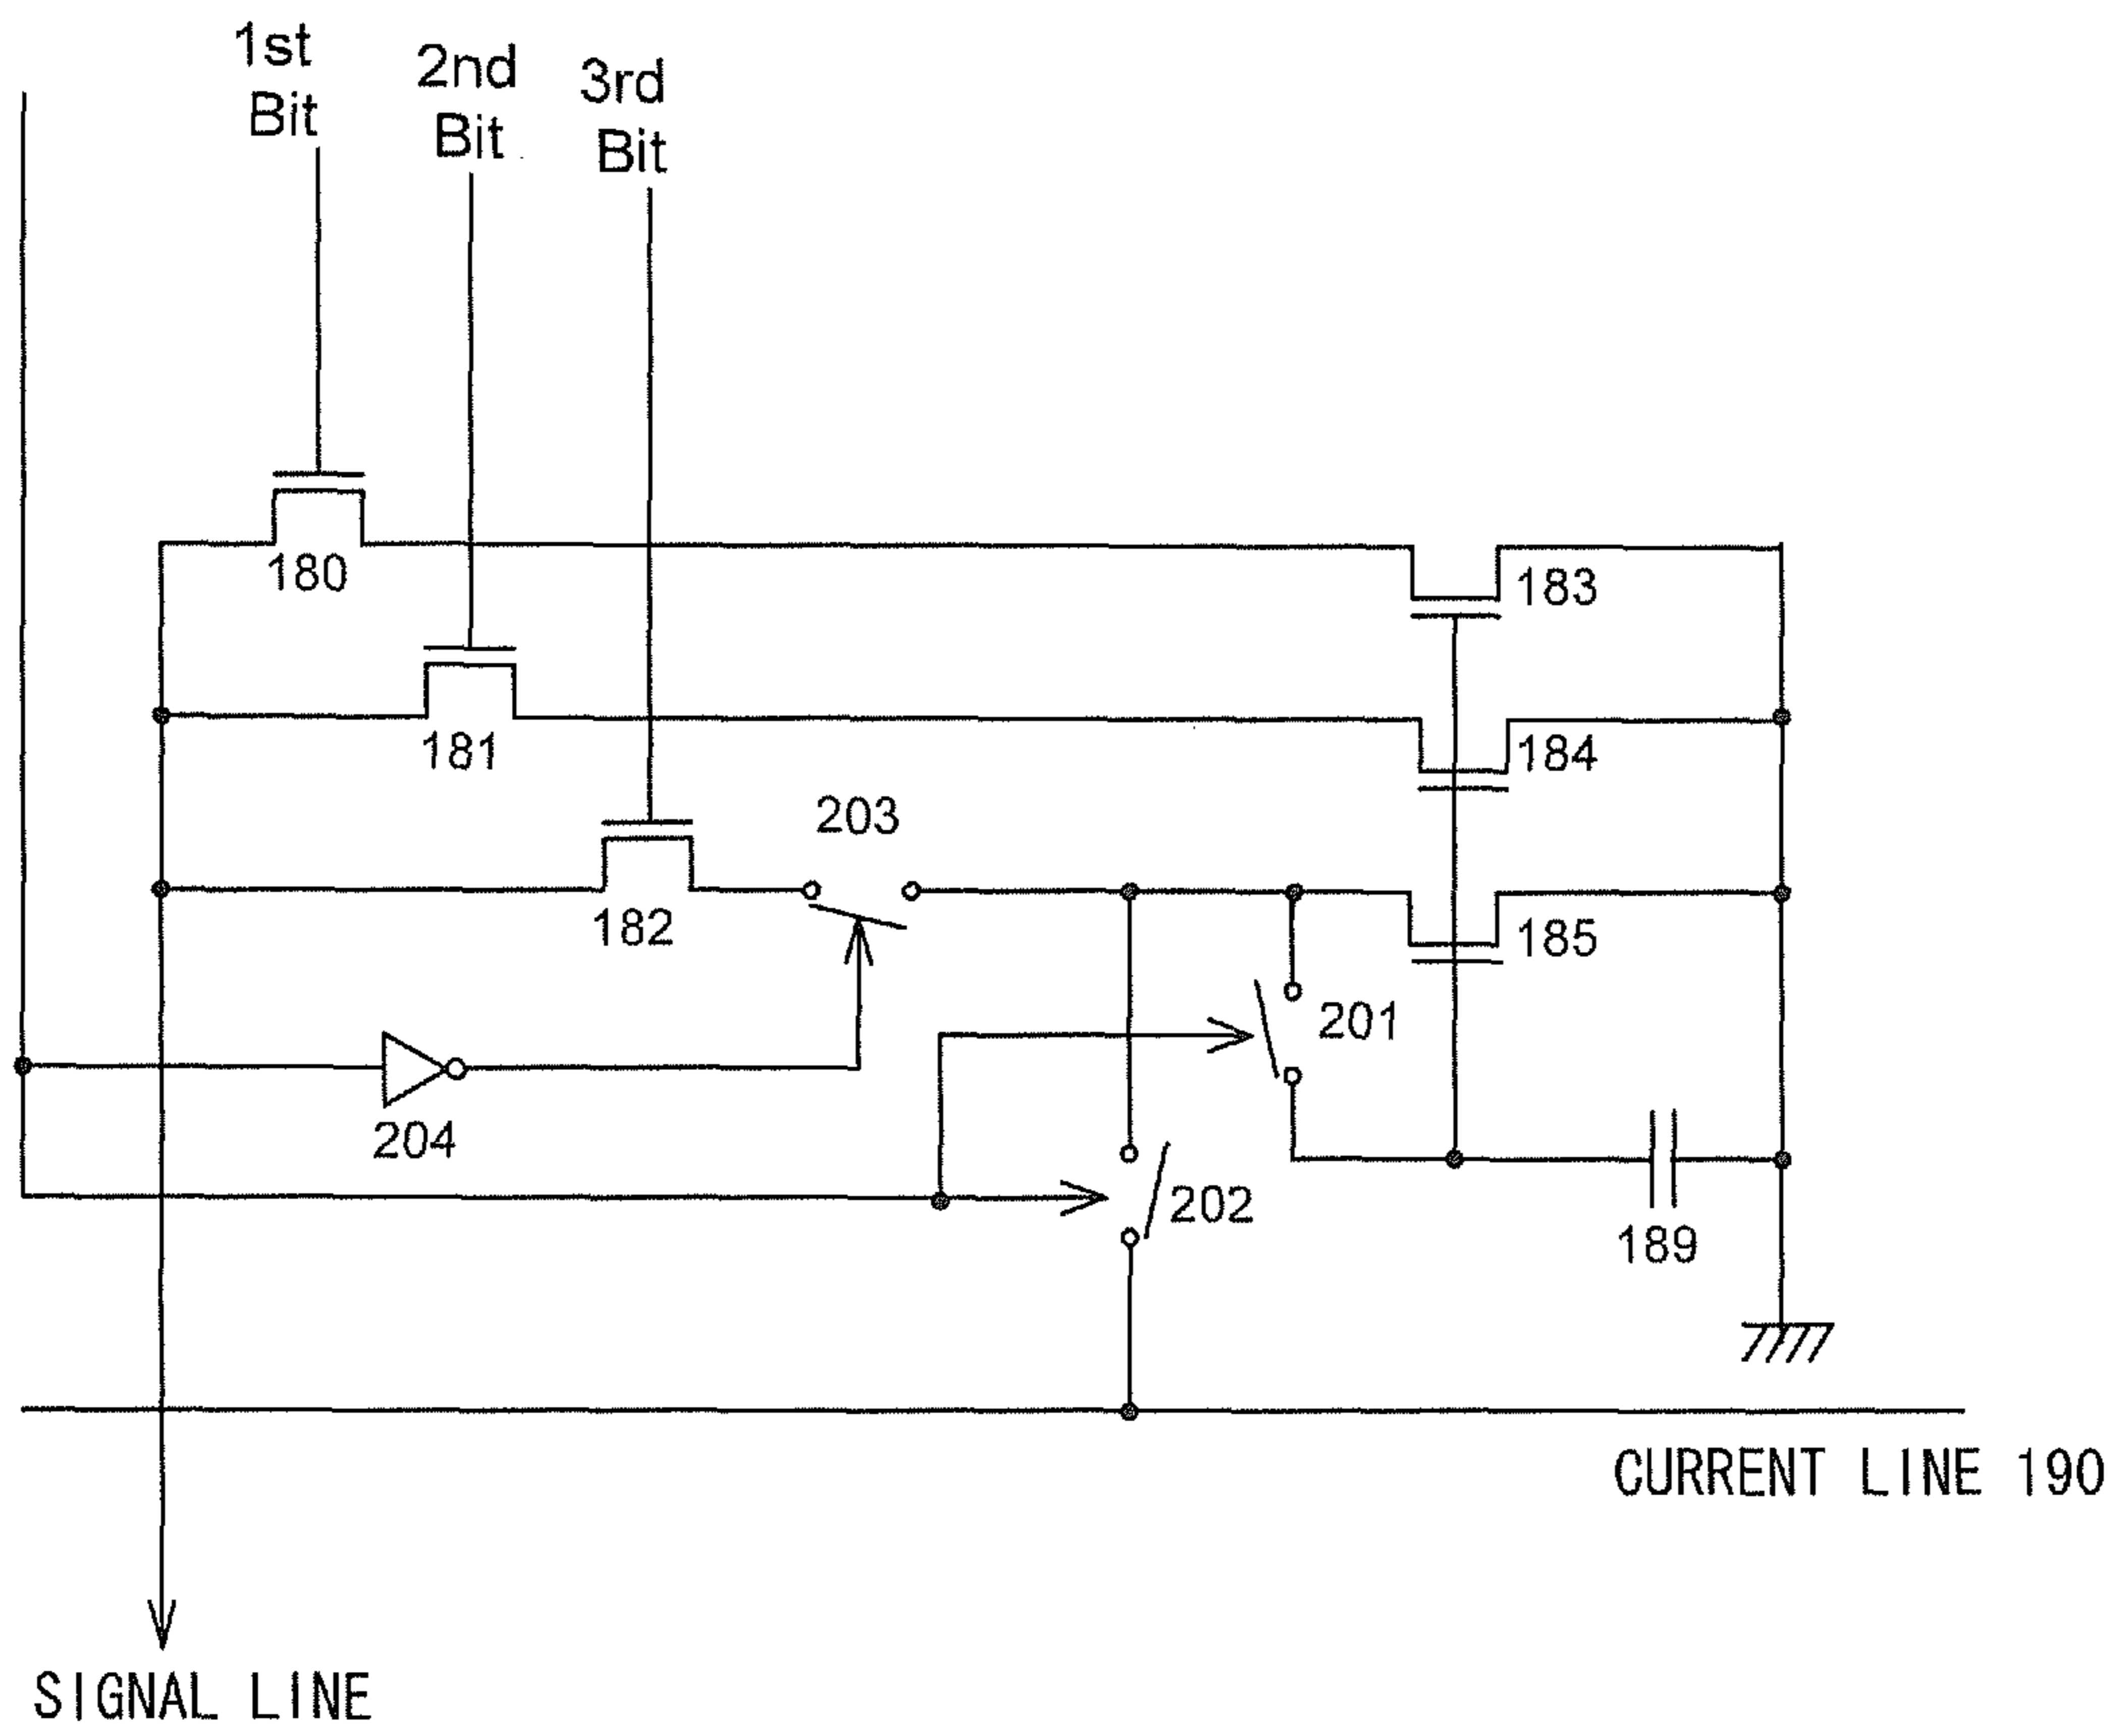 1st
Bit
2nd
Bit
3rd
Bit
180
183
181
184
203
182
185
201
204
202
189
CURRENT LINE 190
SIGNAL LINE